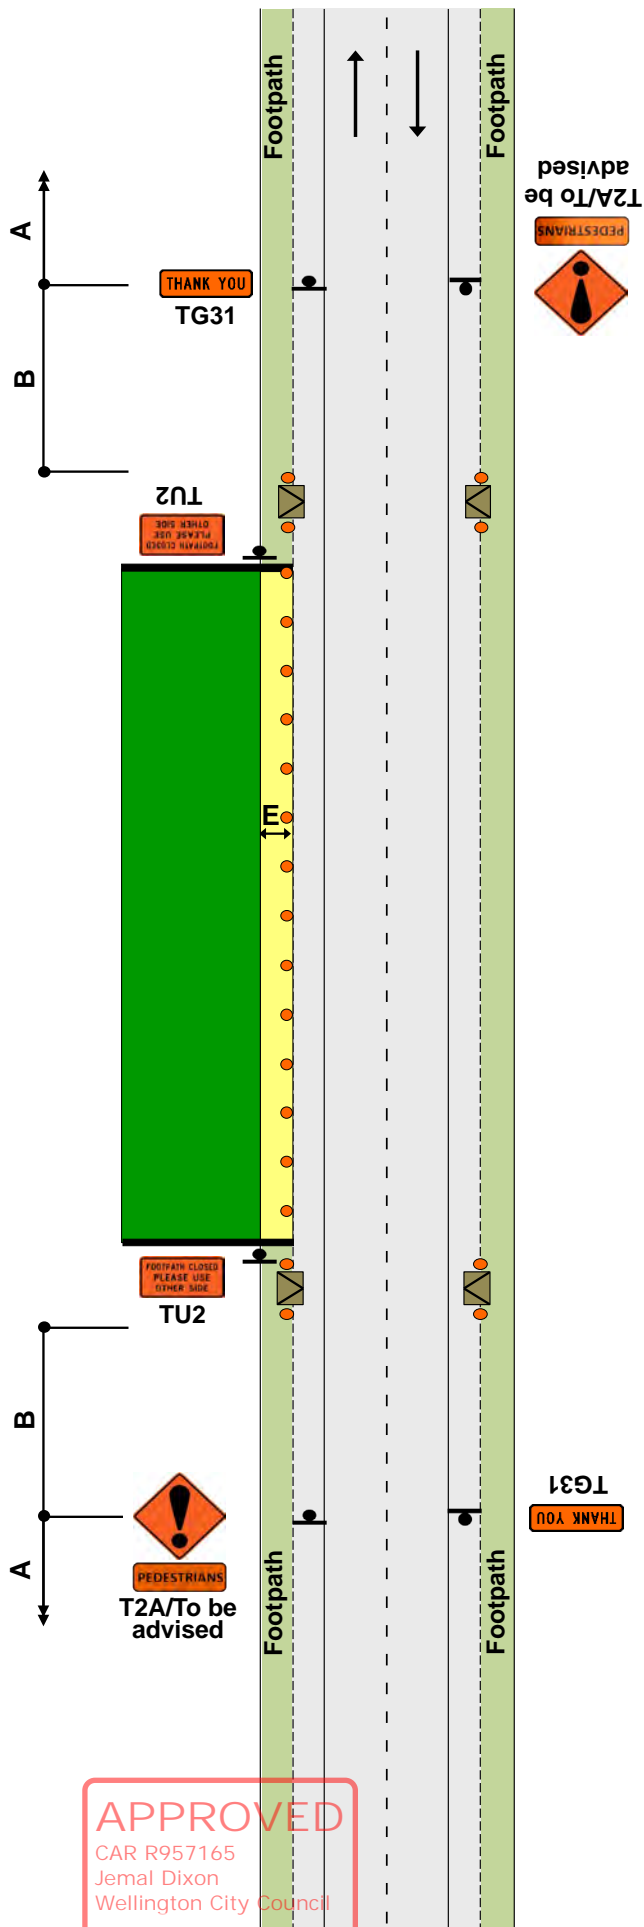 Footpath
Footpath
T2A/To be
advised
PEDESTRIANS
A
THANK YOU
TG31
B
TU2
FOOTPATH CLOSED
PLEASE USE
OTHER SIDE
E
FOOTPATH CLOSED
PLEASE USE
OTHER SIDE
TU2
B
TG31
THANK YOU
A
PEDESTRIANS
T2A/To be
advised
Footpath
Footpath
APPROVED
CAR R957165
Jemal Dixon
Wellington City Council